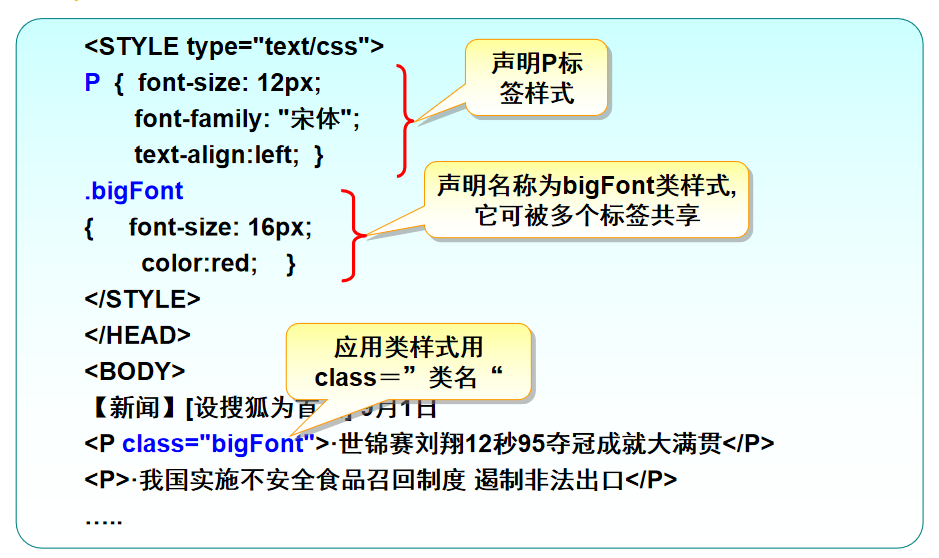 <STYLE type="text/css">
P { font-size: 12px;
font-family: "宋体";
text-align:left; }
声明P标
签样式
.bigFont
{ font-size: 16px;
color:red; }
声明名称为bigFont类样式,
它可被多个标签共享
</STYLE>
</HEAD>
<BODY>
应用类样式用
class＝”类名“
【新闻】[设搜狐为首 ] 9月1日
<P class="bigFont">·世锦赛刘翔12秒95夺冠成就大满贯</P>
<P>·我国实施不安全食品召回制度 遏制非法出口</P>
…..